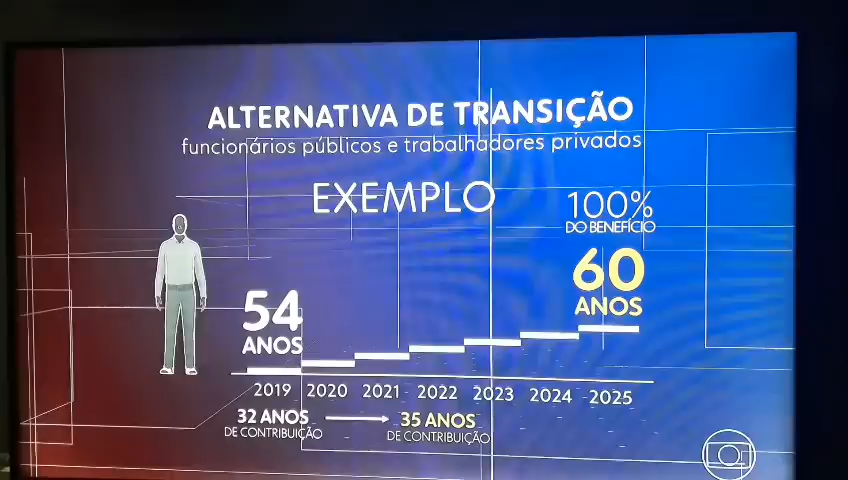 ALTERNATIVA DE TRANSIÇÃO
funcionários públicos e trabalhadores privados
EXEMPLO
100%
DO BENEFÍCIO
60
ANOS
54
ANOS
2019 2020 2021 2022 2023 2024 2025
32 ANOS 35 ANOS
DE CONTRIBUIÇÃO DE CONTRIBUIÇÃO